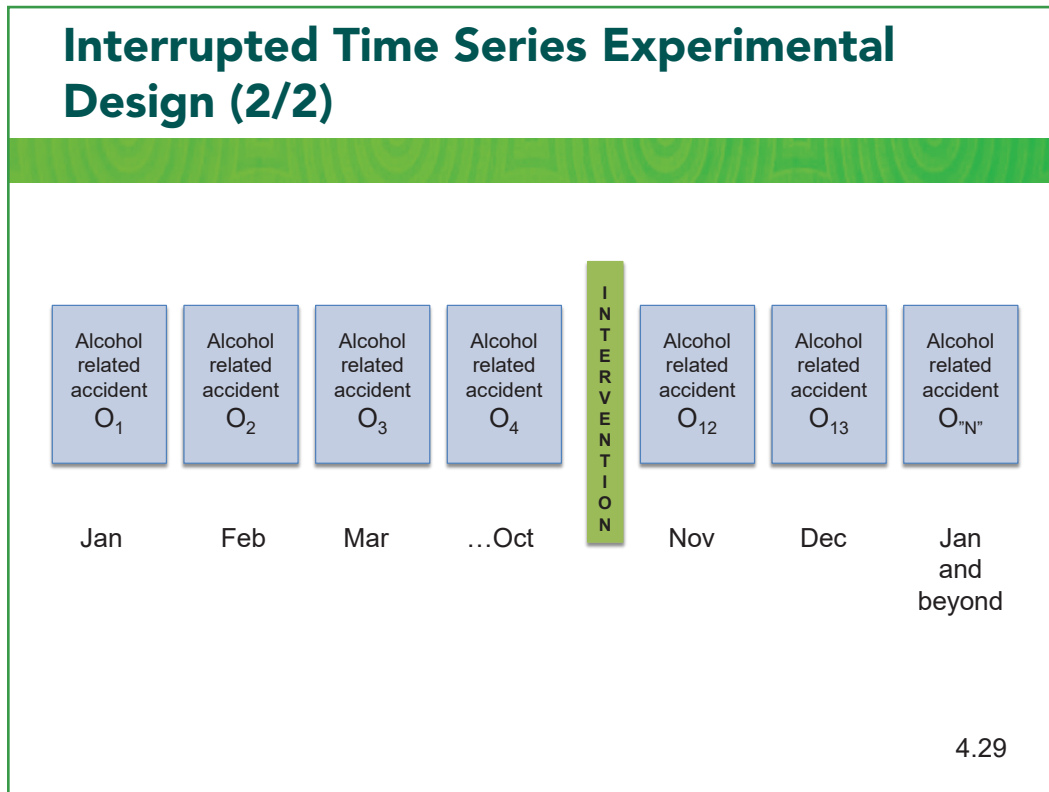 Interrupted Time Series Experimental
Design (2/2)
Alcohol
related
accident
O₁
Alcohol
related
accident
O₂
Alcohol
related
accident
O₃
Alcohol
related
accident
O₄
I
N
T
E
R
V
E
N
T
I
O
N
Alcohol
related
accident
O₁₂
Alcohol
related
accident
O₁₃
Alcohol
related
accident
O”N”
Jan
Feb
Mar
…Oct
Nov
Dec
Jan
and
beyond
4.29